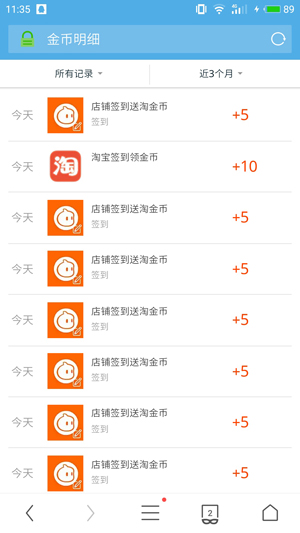 11:35
4G
89
金币明细
所有记录
近3个月
今天
店铺签到送淘金币
签到
+5
今天
淘
淘宝签到领金币
+10
今天
店铺签到送淘金币
签到
+5
今天
店铺签到送淘金币
签到
+5
今天
店铺签到送淘金币
签到
+5
今天
店铺签到送淘金币
签到
+5
今天
店铺签到送淘金币
签到
+5
今天
店铺签到送淘金币
签到
+5
2